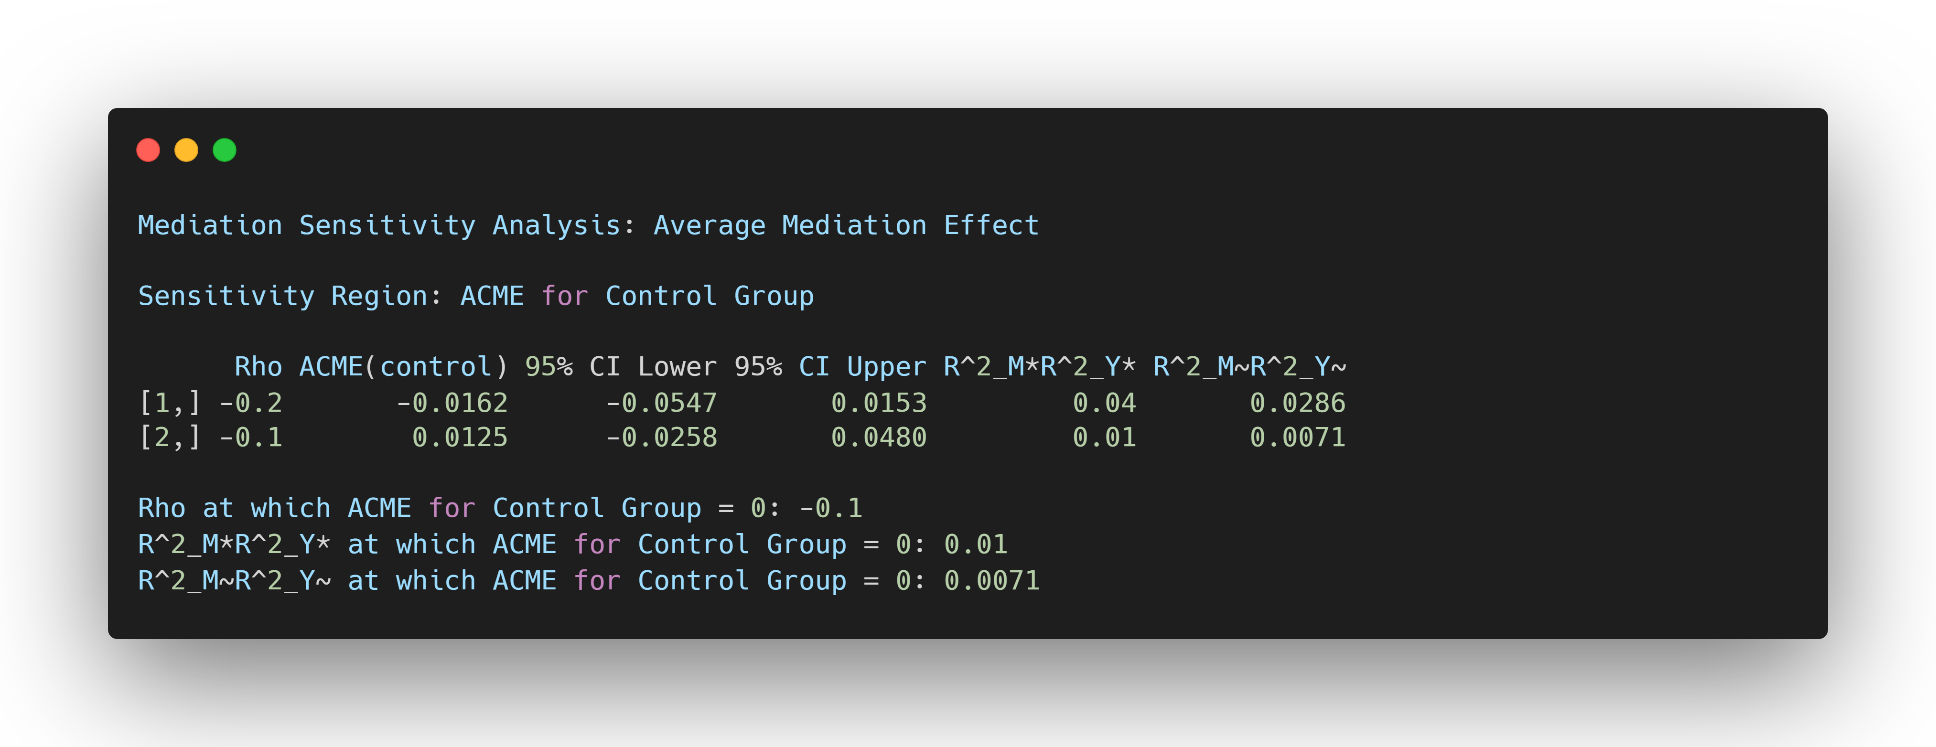 Mediation Sensitivity Analysis: Average Mediation Effect
Sensitivity Region: ACME for Control Group
Rho ACME(control) 95% CI Lower 95% CI Upper R^2_M*R^2_Y* R^2_M~R^2_Y~
[1,] -0.2 -0.0162 -0.0547 0.0153 0.04 0.0286
[2,] -0.1 0.0125 -0.0258 0.0480 0.01 0.0071
Rho at which ACME for Control Group = 0: -0.1
R^2_M*R^2_Y* at which ACME for Control Group = 0: 0.01
R^2_M~R^2_Y~ at which ACME for Control Group = 0: 0.0071